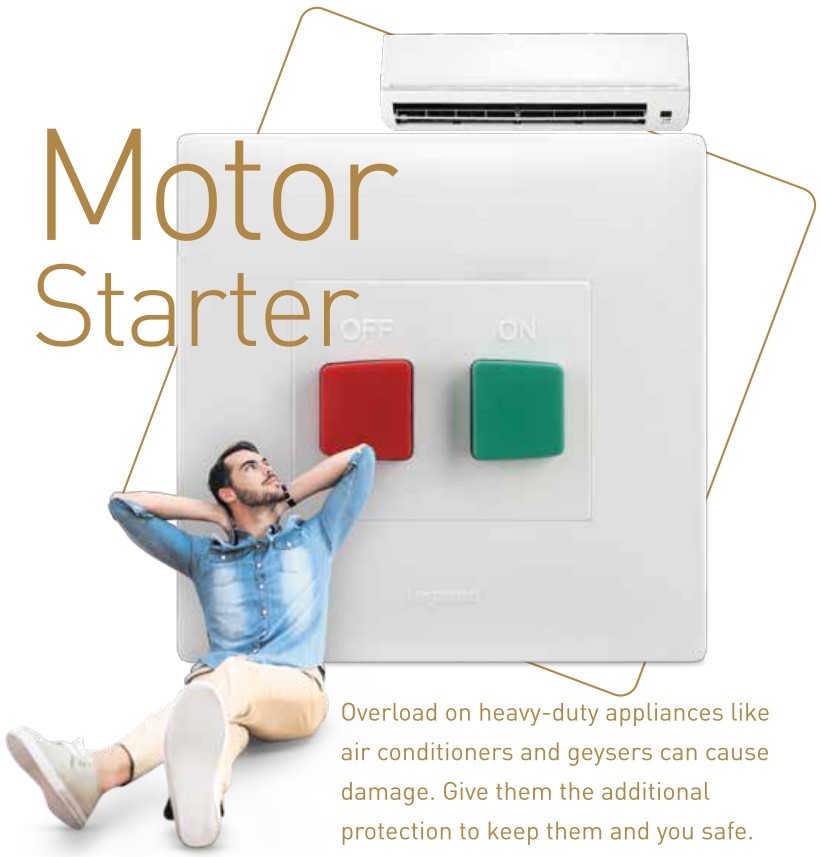 Motor
Starter
OFF ON
legrand
Overload on heavy-duty appliances like
air conditioners and geysers can cause
damage. Give them the additional
protection to keep them and you safe.